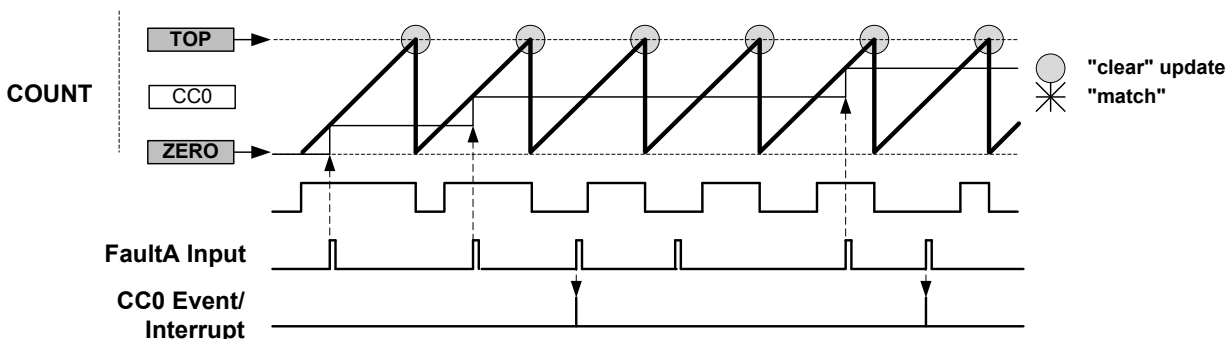 TOP
COUNT
CC0
ZERO
"clear" update
"match"
FaultA Input
CC0 Event/
Interrupt